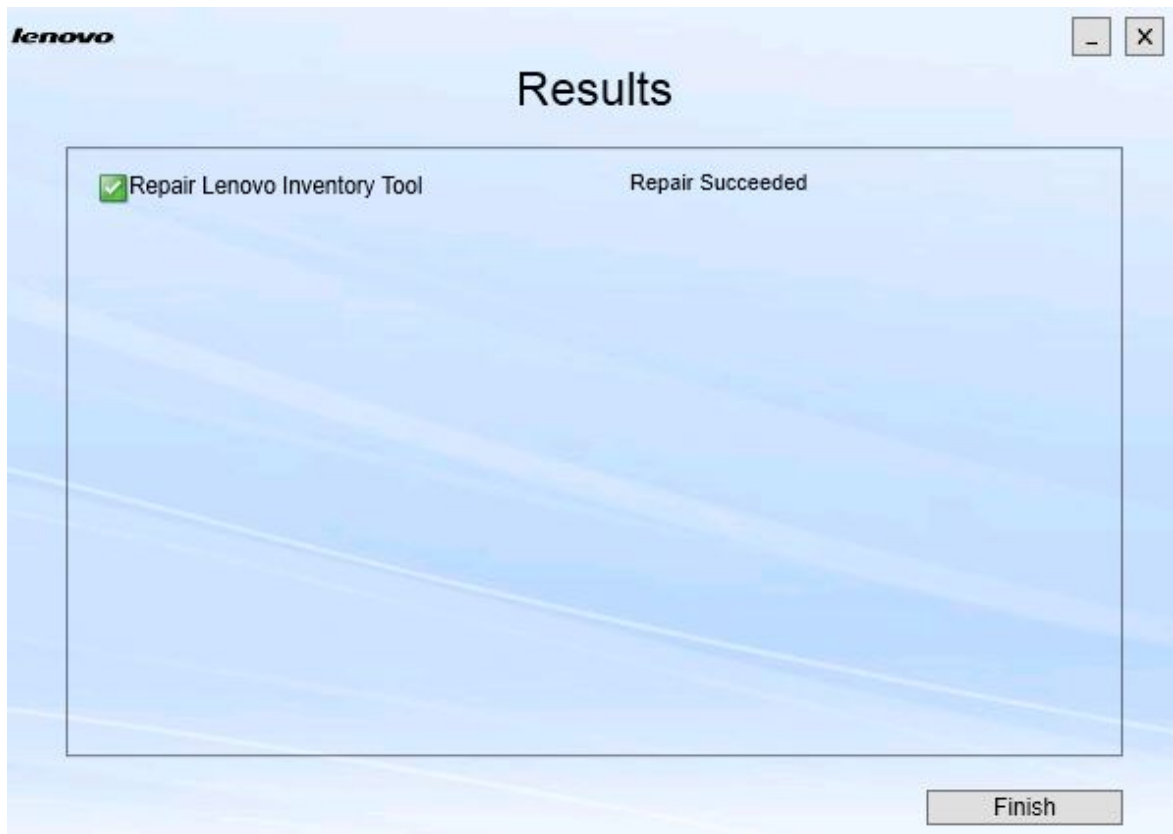 lenovo
Results
Repair Lenovo Inventory Tool Repair Succeeded
Finish